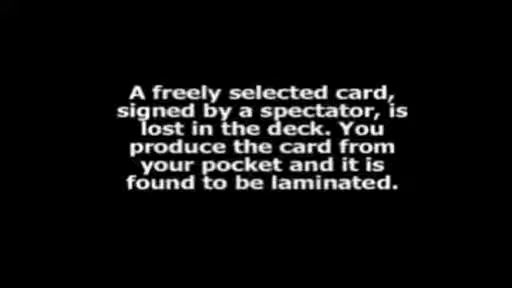 A freely selected card,
signed by a spectator, is
lost in the deck. You
produce the card from
your pocket and it is
found to be laminated.